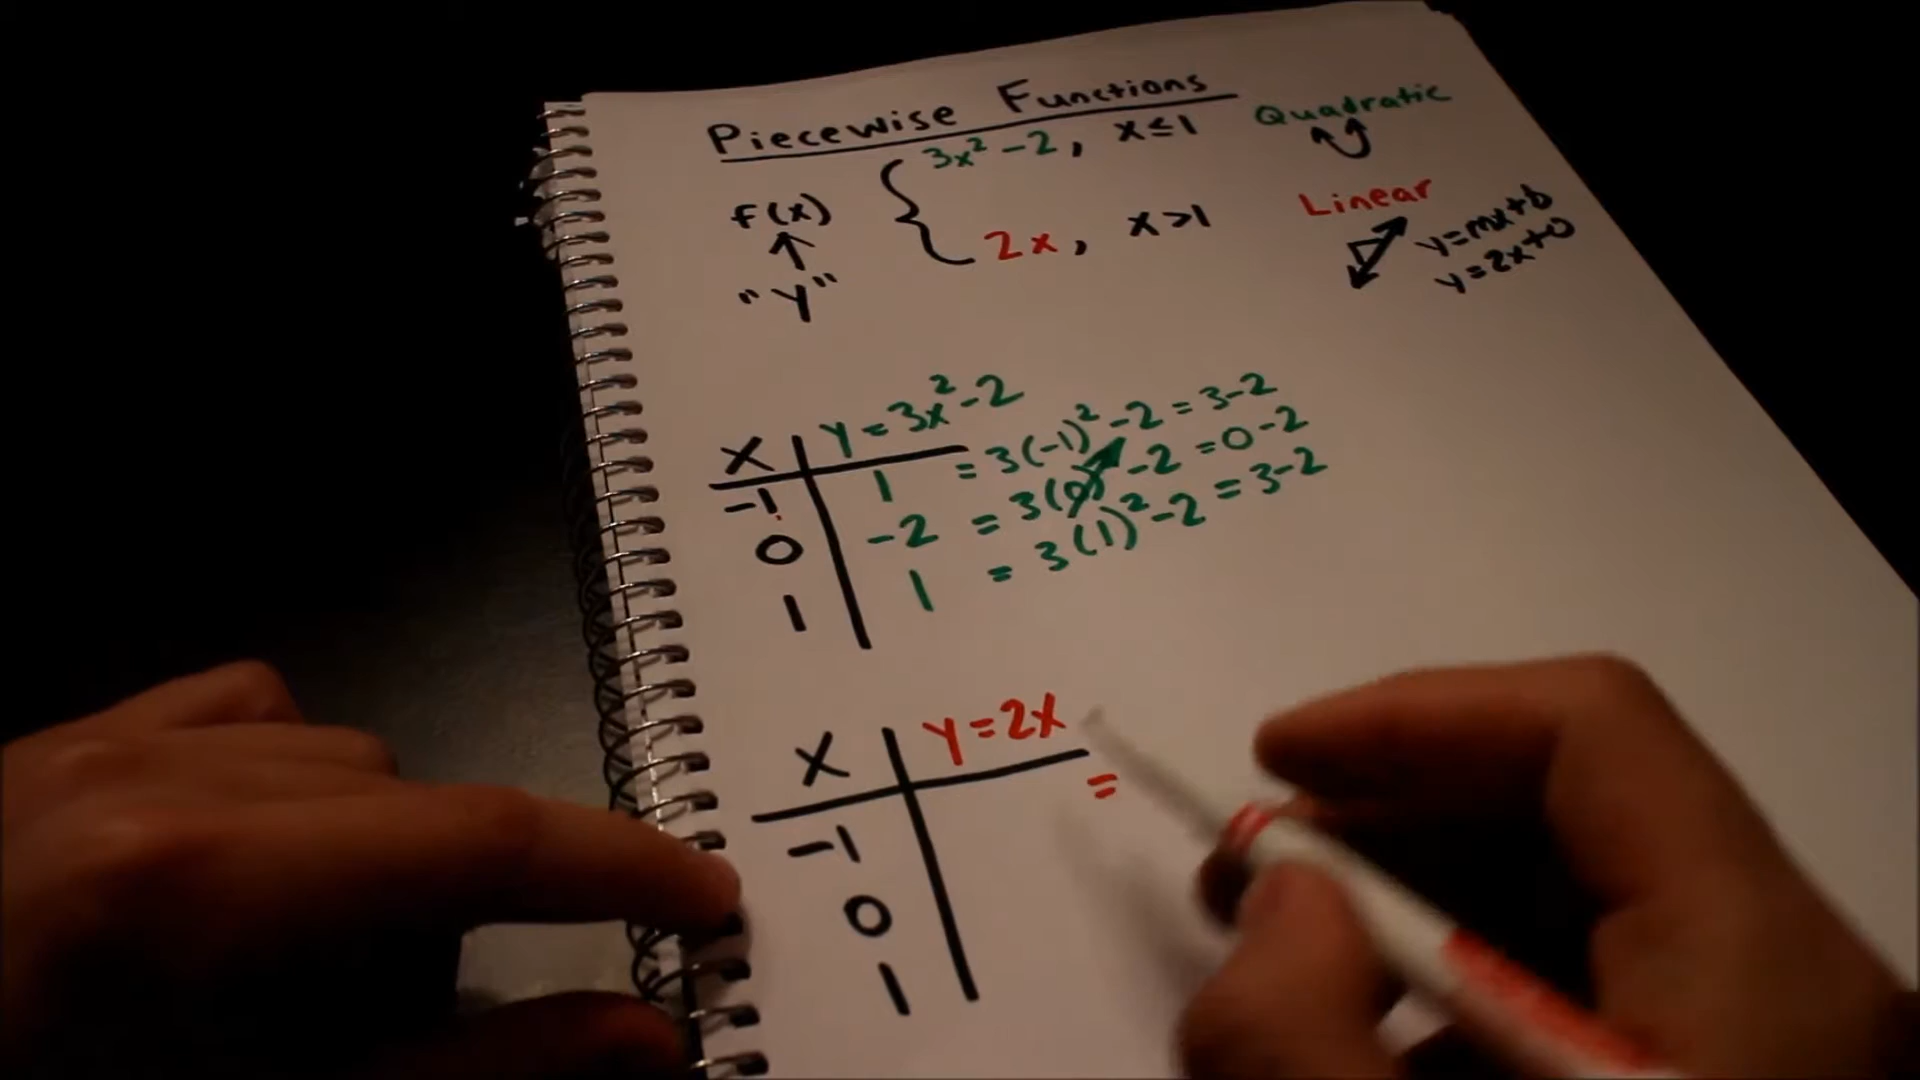 Piecewise Functions
3x² - 2, x ≤ 1
Quadratic
f(x)
2x, x > 1
Linear
y = mx + b
y = 2x + 0
"Y"
X | Y = 3x² - 2
-1 | 1 = 3(-1)² - 2 = 3 - 2
0 | -2 = 3(0) - 2 = 0 - 2
1 | 1 = 3(1)² - 2 = 3 - 2
X | Y = 2x
=
-1
0
1